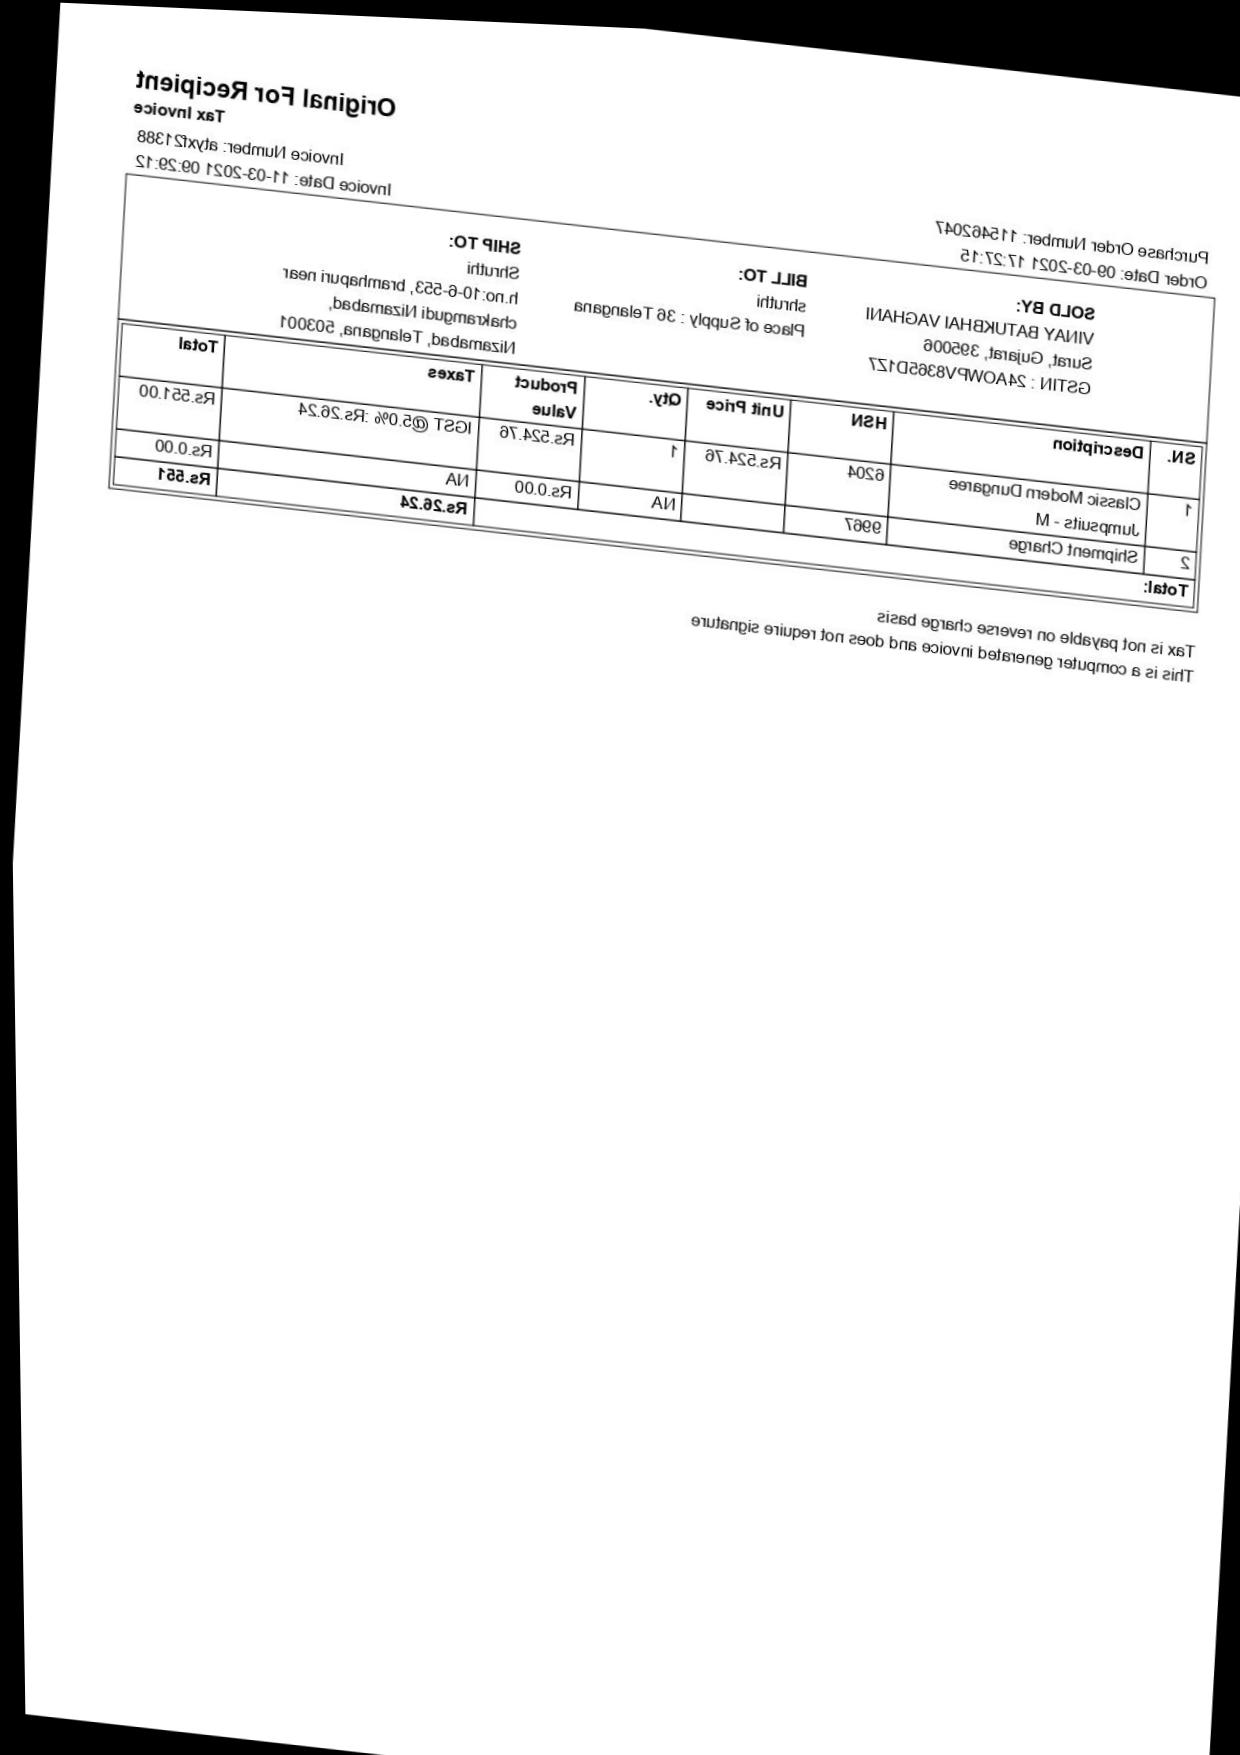 Original For Recipient
Tax Invoice
Invoice Number: atyxf21388
Invoice Date: 11-03-2021 09:29:12
Purchase Order Number: 115462047
Order Date: 09-03-2021 17:27:15
SOLD BY:
VINAY BATUKBHAI VAGHANI
Surat, Gujarat, 395006
GSTIN : 24AOWPV8365D1Z1
BILL TO:
shruthi
Place of Supply : 36 Telangana
SHIP TO:
Shruthi
h.no:10-6-553, bramhapuri near
chakramgudi Nizamabad,
Nizamabad, Telangana, 503001
SN. Description HSN Unit Price Qty. Product Value Taxes Total
1 Classic Modern Dungaree Jumpsuits - M 6204 Rs.524.76 1 Rs.524.76 IGST @5.0% :Rs.26.24 Rs.551.00
2 Shipment Charge 9967 NA Rs.0.00 NA Rs.0.00
Total: Rs.26.24 Rs.551
Tax is not payable on reverse charge basis
This is a computer generated invoice and does not require signature